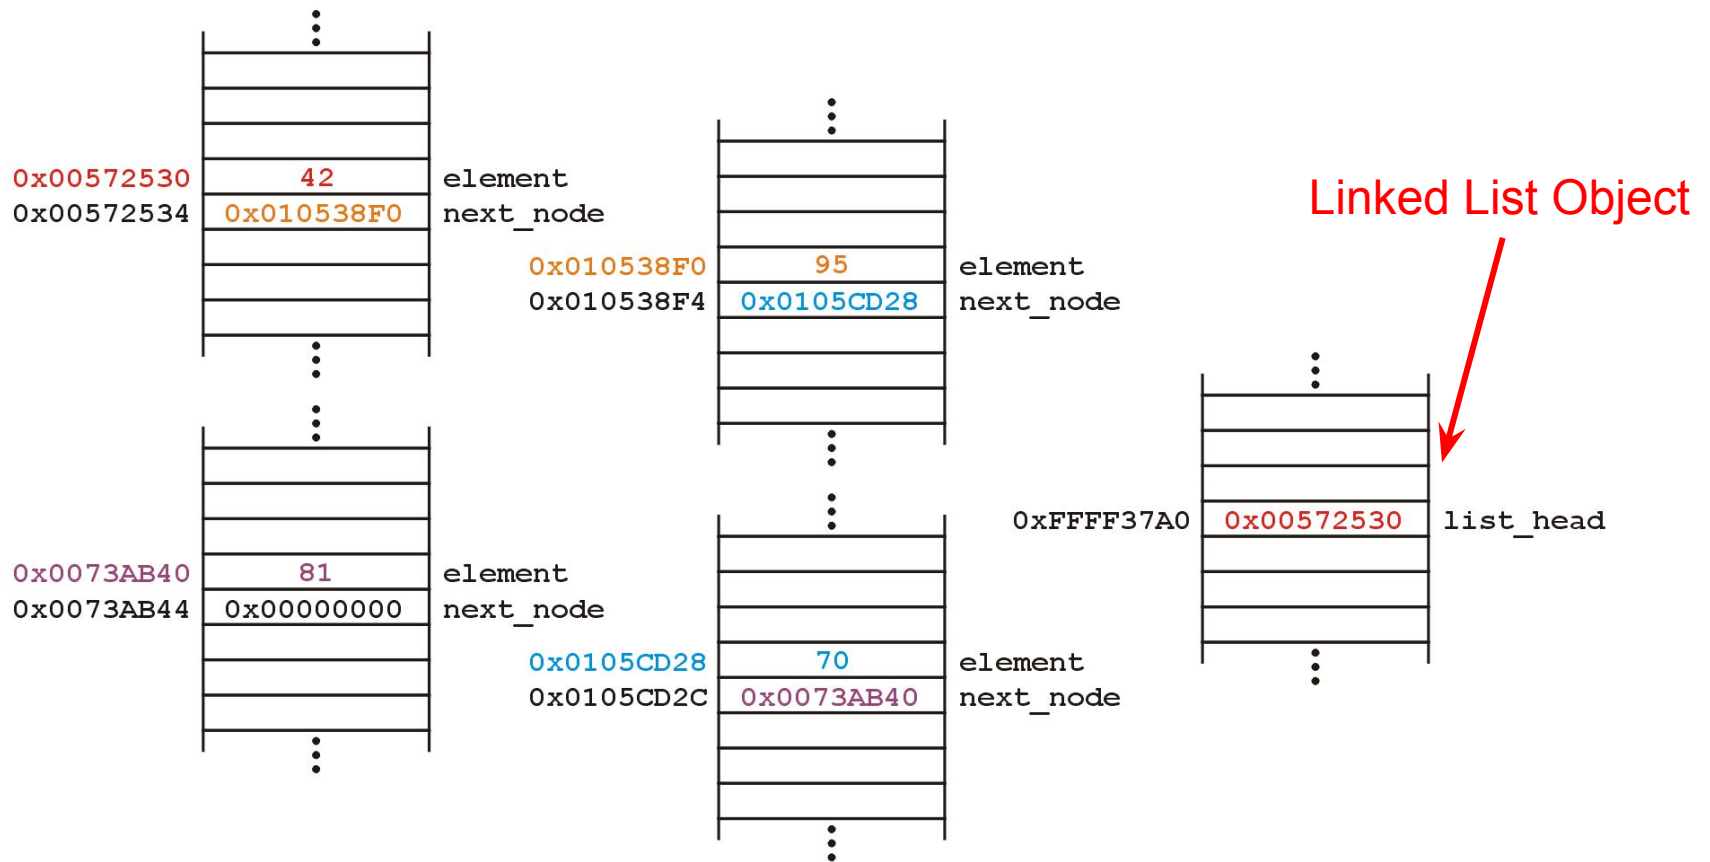 0x00572530 42 element
0x00572534 0x010538F0 next_node
0x010538F0 95 element
0x010538F4 0x0105CD28 next_node
Linked List Object
0xFFFF37A0 0x00572530 list_head
0x0073AB40 81 element
0x0073AB44 0x00000000 next_node
0x0105CD28 70 element
0x0105CD2C 0x0073AB40 next_node